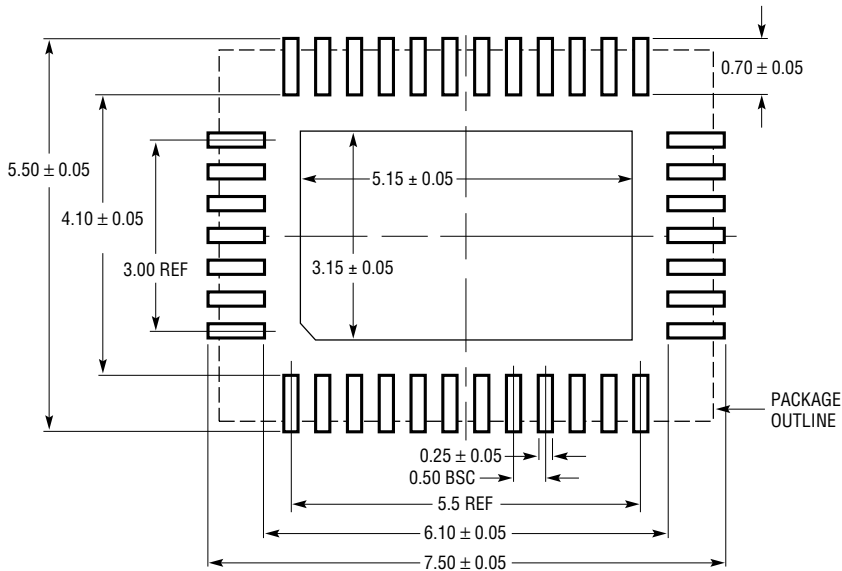 0.70 ± 0.05
5.50 ± 0.05
5.15 ± 0.05
4.10 ± 0.05
3.00 REF
3.15 ± 0.05
PACKAGE
OUTLINE
0.25 ± 0.05
0.50 BSC
5.5 REF
6.10 ± 0.05
7.50 ± 0.05